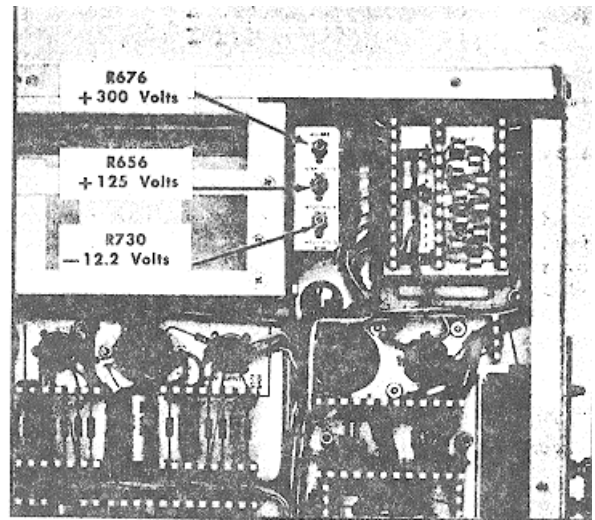 R676
+ 300 Volts
R656
+ 125 Volts
R730
— 12.2 Volts